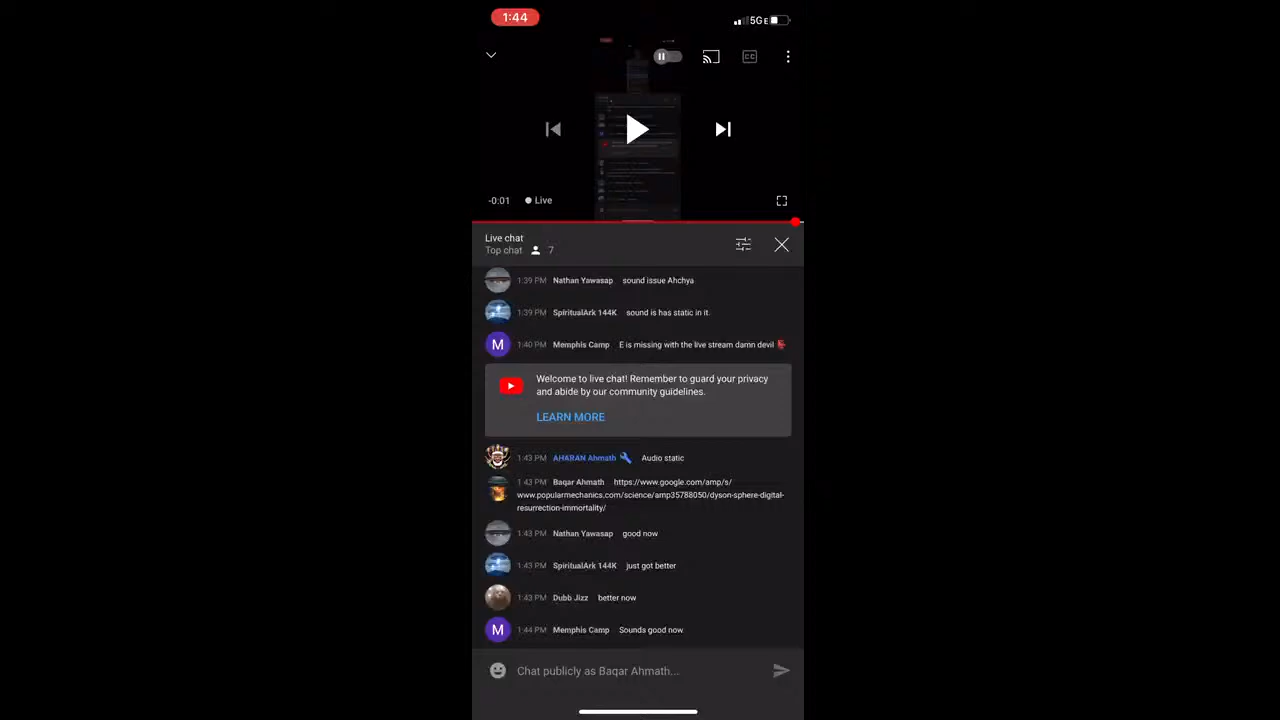 1:44
5GE
CC
-0:01 Live
Live chat
Top chat 7
1:39 PM Nathan Yawasap sound issue Ahchya
1:39 PM SpiritualArk 144K sound is has static in it.
M 1:40 PM Memphis Camp E is missing with the live stream damn devil
Welcome to live chat! Remember to guard your privacy
and abide by our community guidelines.
LEARN MORE
1:43 PM AHARAN Ahmath Audio static
1:43 PM Baqar Ahmath https://www.google.com/amp/s/
www.popularmechanics.com/science/amp35788050/dyson-sphere-digital-
resurrection-immortality/
1:43 PM Nathan Yawasap good now
1:43 PM SpiritualArk 144K just got better
1:43 PM Dubb Jizz better now
M 1:44 PM Memphis Camp Sounds good now
Chat publicly as Baqar Ahmath...